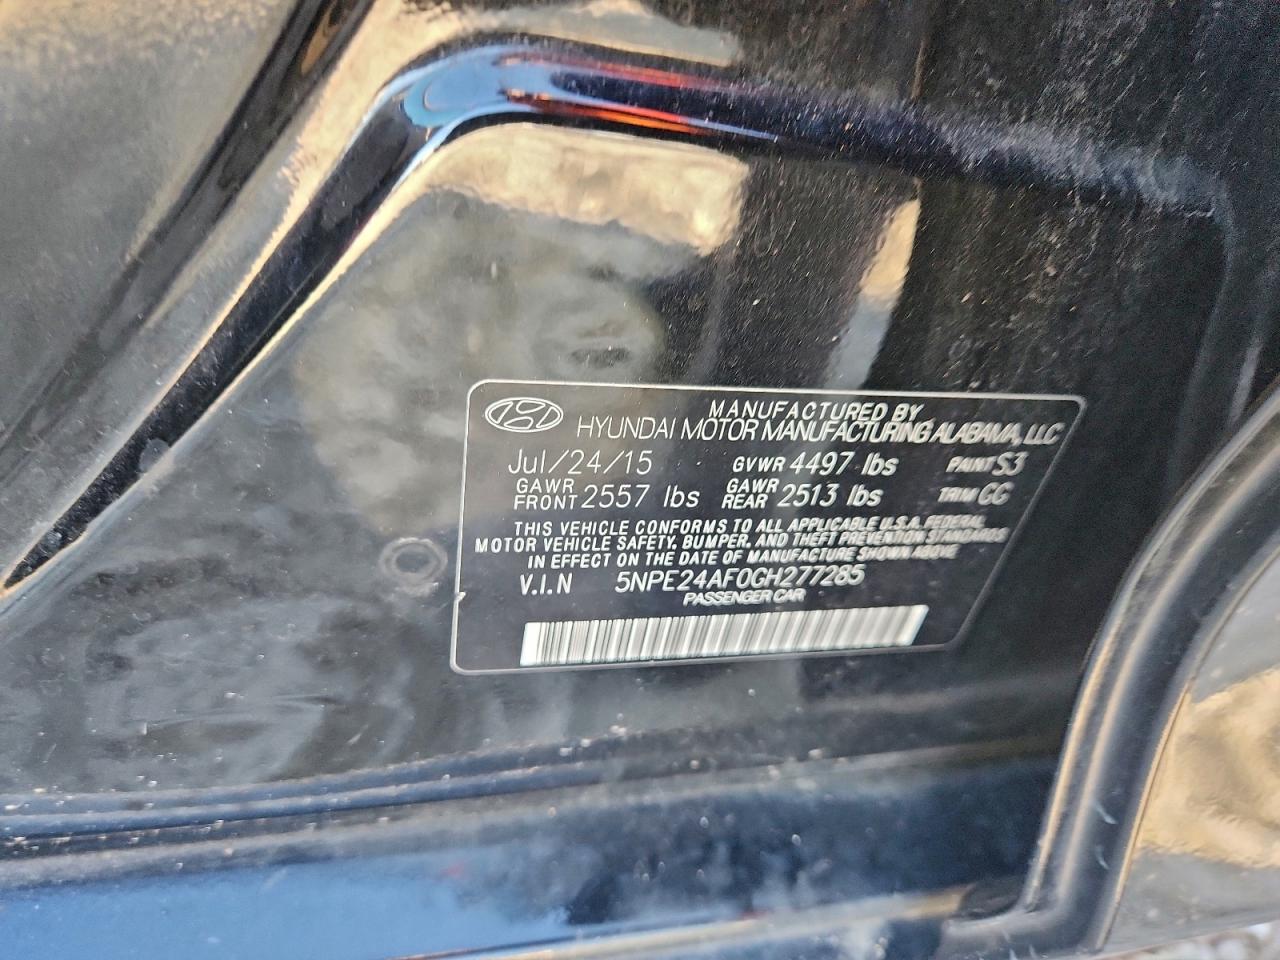 MANUFACTURED BY
HYUNDAI MOTOR MANUFACTURING ALABAMA, LLC
Jul/24/15 GVWR 4497 lbs PAINT S3
GAWR FRONT 2557 lbs GAWR REAR 2513 lbs TRIM GG
THIS VEHICLE CONFORMS TO ALL APPLICABLE U.S.A. FEDERAL
MOTOR VEHICLE SAFETY, BUMPER, AND THEFT PREVENTION STANDARDS
IN EFFECT ON THE DATE OF MANUFACTURE SHOWN ABOVE
V.I.N 5NPE24AF0GH277285
PASSENGER CAR